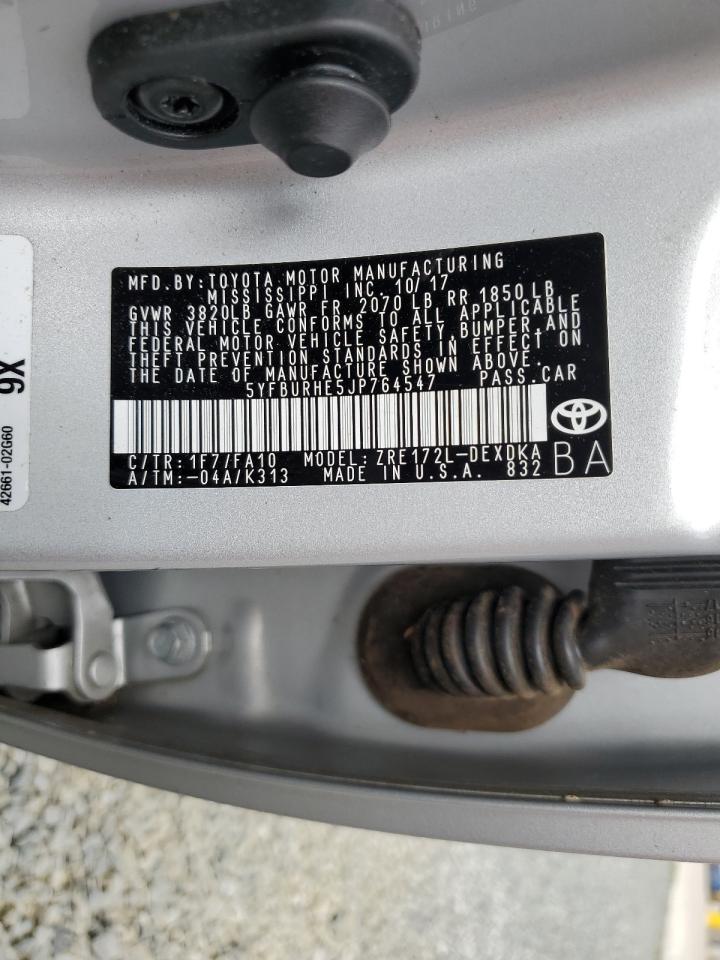 MFD.BY:TOYOTA MOTOR MANUFACTURING
MISSISSIPPI INC. 10/17
GVWR 3820LB GAWR FR. 2070 LB RR 1850 LB
THIS VEHICLE CONFORMS TO ALL APPLICABLE
FEDERAL MOTOR VEHICLE SAFETY,BUMPER,AND
THEFT PREVENTION STANDARDS IN EFFECT ON
THE DATE OF MANUFACTURE SHOWN ABOVE.
5YFBURHE5JP764547 PASS.CAR
C/TR:1F7/FA10 MODEL:ZRE172L-DEXDKA
A/TM:-04A/K313 MADE IN U.S.A. 832
BA
9X
42661-02G60